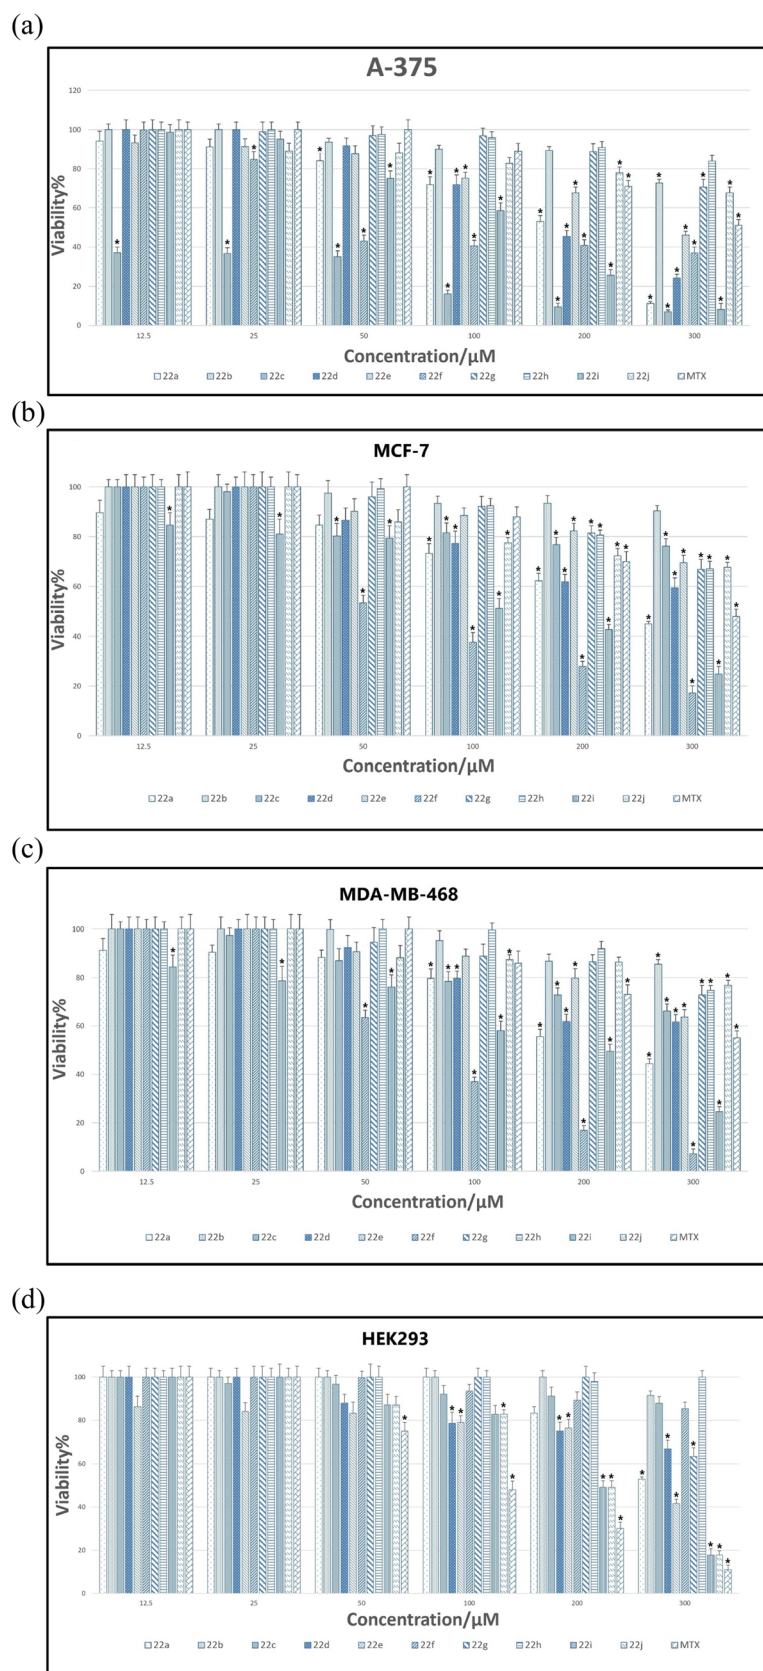 (a)
A-375
Viability%
120
100
80
60
40
20
0
* * * * * * * * * * * * * * * * * * * * * * * * * * * *
12.5 25 50 100 200 300
Concentration/μM
22a 22b 22c 22d 22e 22f 22g 22h 22i 22j MTX
(b)
MCF-7
Viability%
100
80
60
40
20
0
12.5 25 50 100 200 300
Concentration/μM
22a 22b 22c 22d 22e 22f 22g 22h 22i 22j MTX
(c)
MDA-MB-468
Viability%
100
80
60
40
20
0
12.5 25 50 100 200 300
Concentration/μM
22a 22b 22c 22d 22e 22f 22g 22h 22i 22j MTX
(d)
HEK293
Viability%
100
80
60
40
20
0
12.5 25 50 100 200 300
Concentration/μM
22a 22b 22c 22d 22e 22f 22g 22h 22i 22j MTX